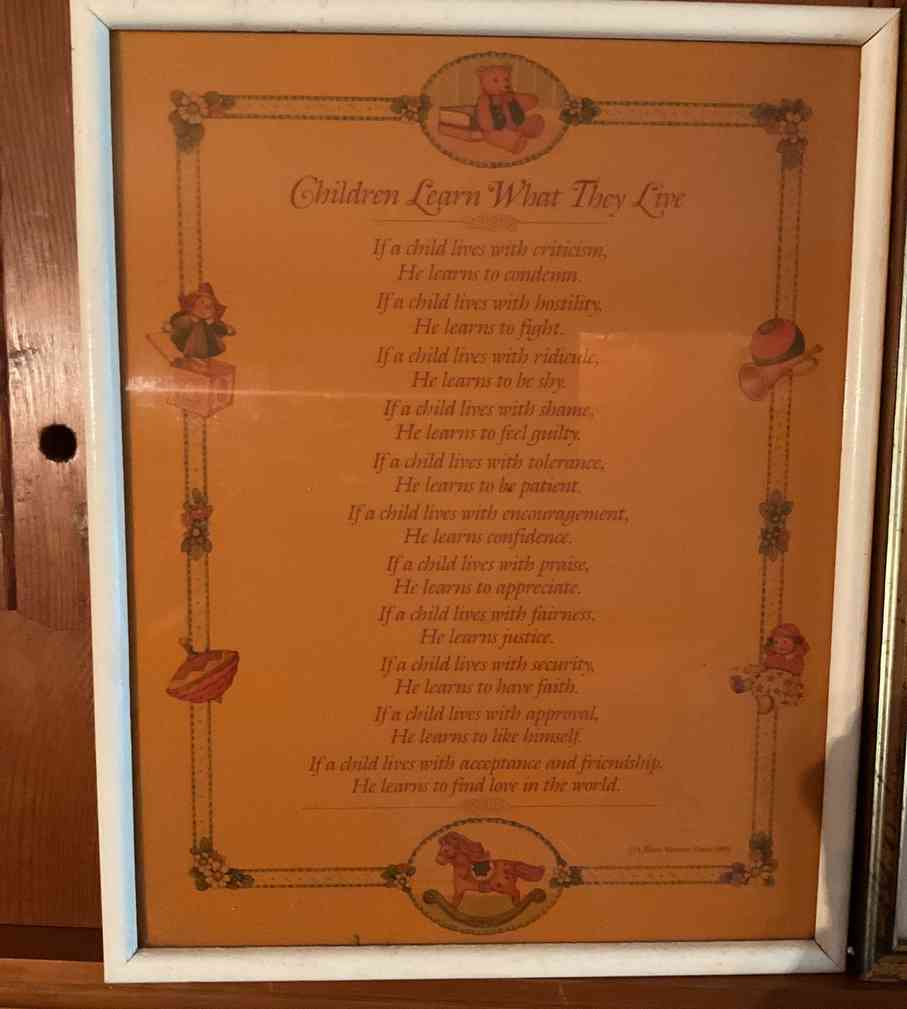 Children Learn What They Live
If a child lives with criticism,
He learns to condemn.
If a child lives with hostility,
He learns to fight.
If a child lives with ridicule,
He learns to be shy.
If a child lives with shame,
He learns to feel guilty.
If a child lives with tolerance,
He learns to be patient.
If a child lives with encouragement,
He learns confidence.
If a child lives with praise,
He learns to appreciate.
If a child lives with fairness,
He learns justice.
If a child lives with security,
He learns to have faith.
If a child lives with approval,
He learns to like himself.
If a child lives with acceptance and friendship,
He learns to find love in the world.